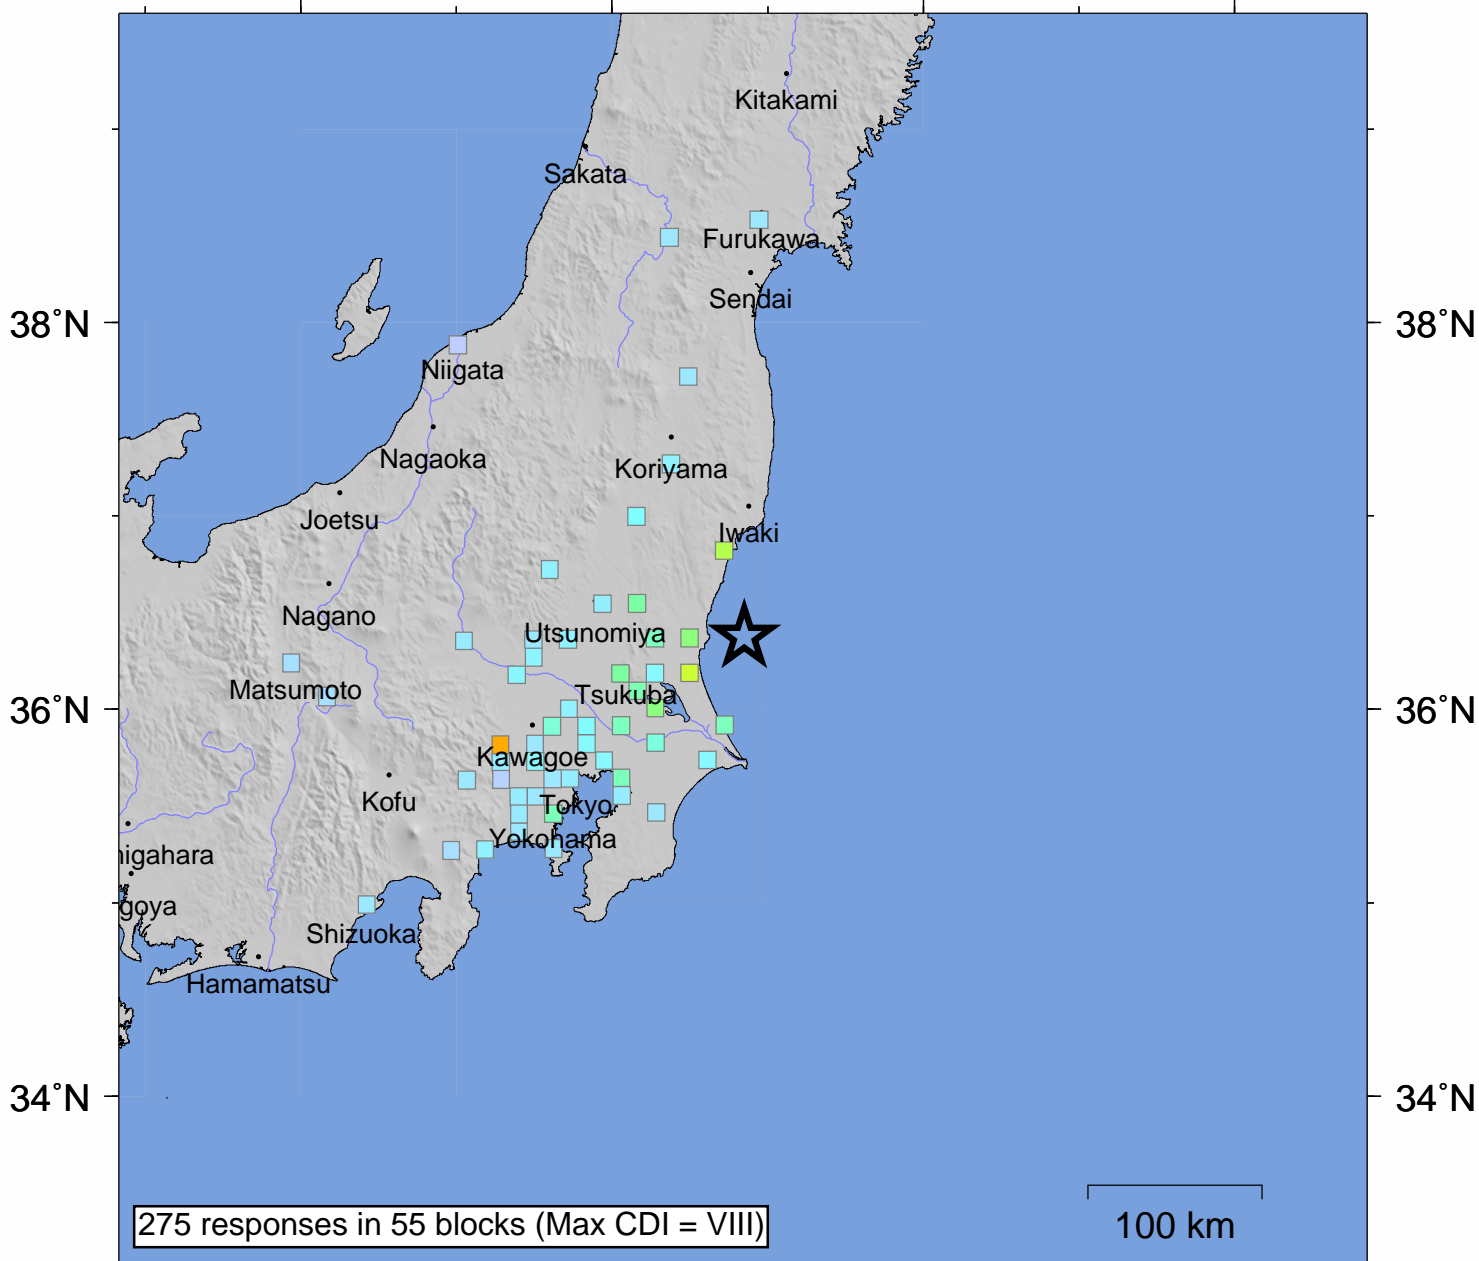 Kitakami
Sakata
Furukawa
Sendai
38°N
38°N
Niigata
Nagaoka
Koriyama
Joetsu
Iwaki
Nagano
Utsunomiya
Matsumoto
Tsukuba
36°N
36°N
Kawagoe
Kofu
Tokyo
Yokohama
nigahara
goya
Shizuoka
Hamamatsu
34°N
34°N
275 responses in 55 blocks (Max CDI = VIII)
100 km